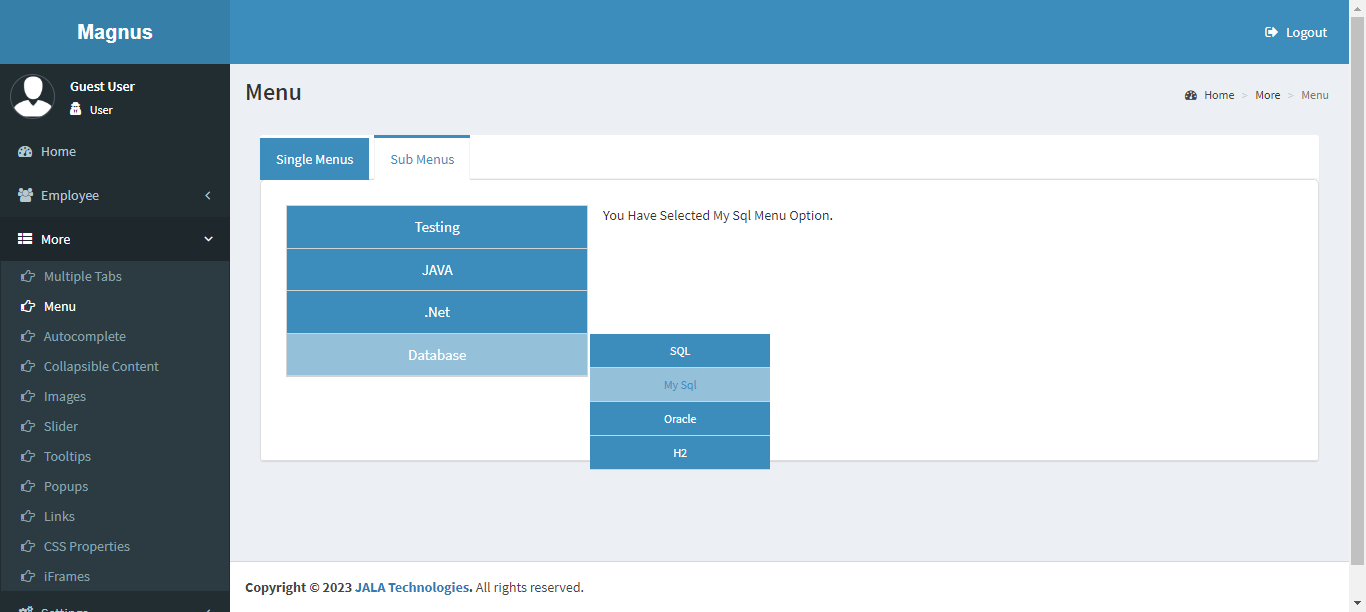 Magnus
Logout
Guest User
User
Home
Employee
More
Multiple Tabs
Menu
Autocomplete
Collapsible Content
Images
Slider
Tooltips
Popups
Links
CSS Properties
iFrames
Settings
Menu
Home > More > Menu
Single Menus
Sub Menus
Testing
JAVA
.Net
Database
SQL
My Sql
Oracle
H2
You Have Selected My Sql Menu Option.
Copyright © 2023 JALA Technologies. All rights reserved.